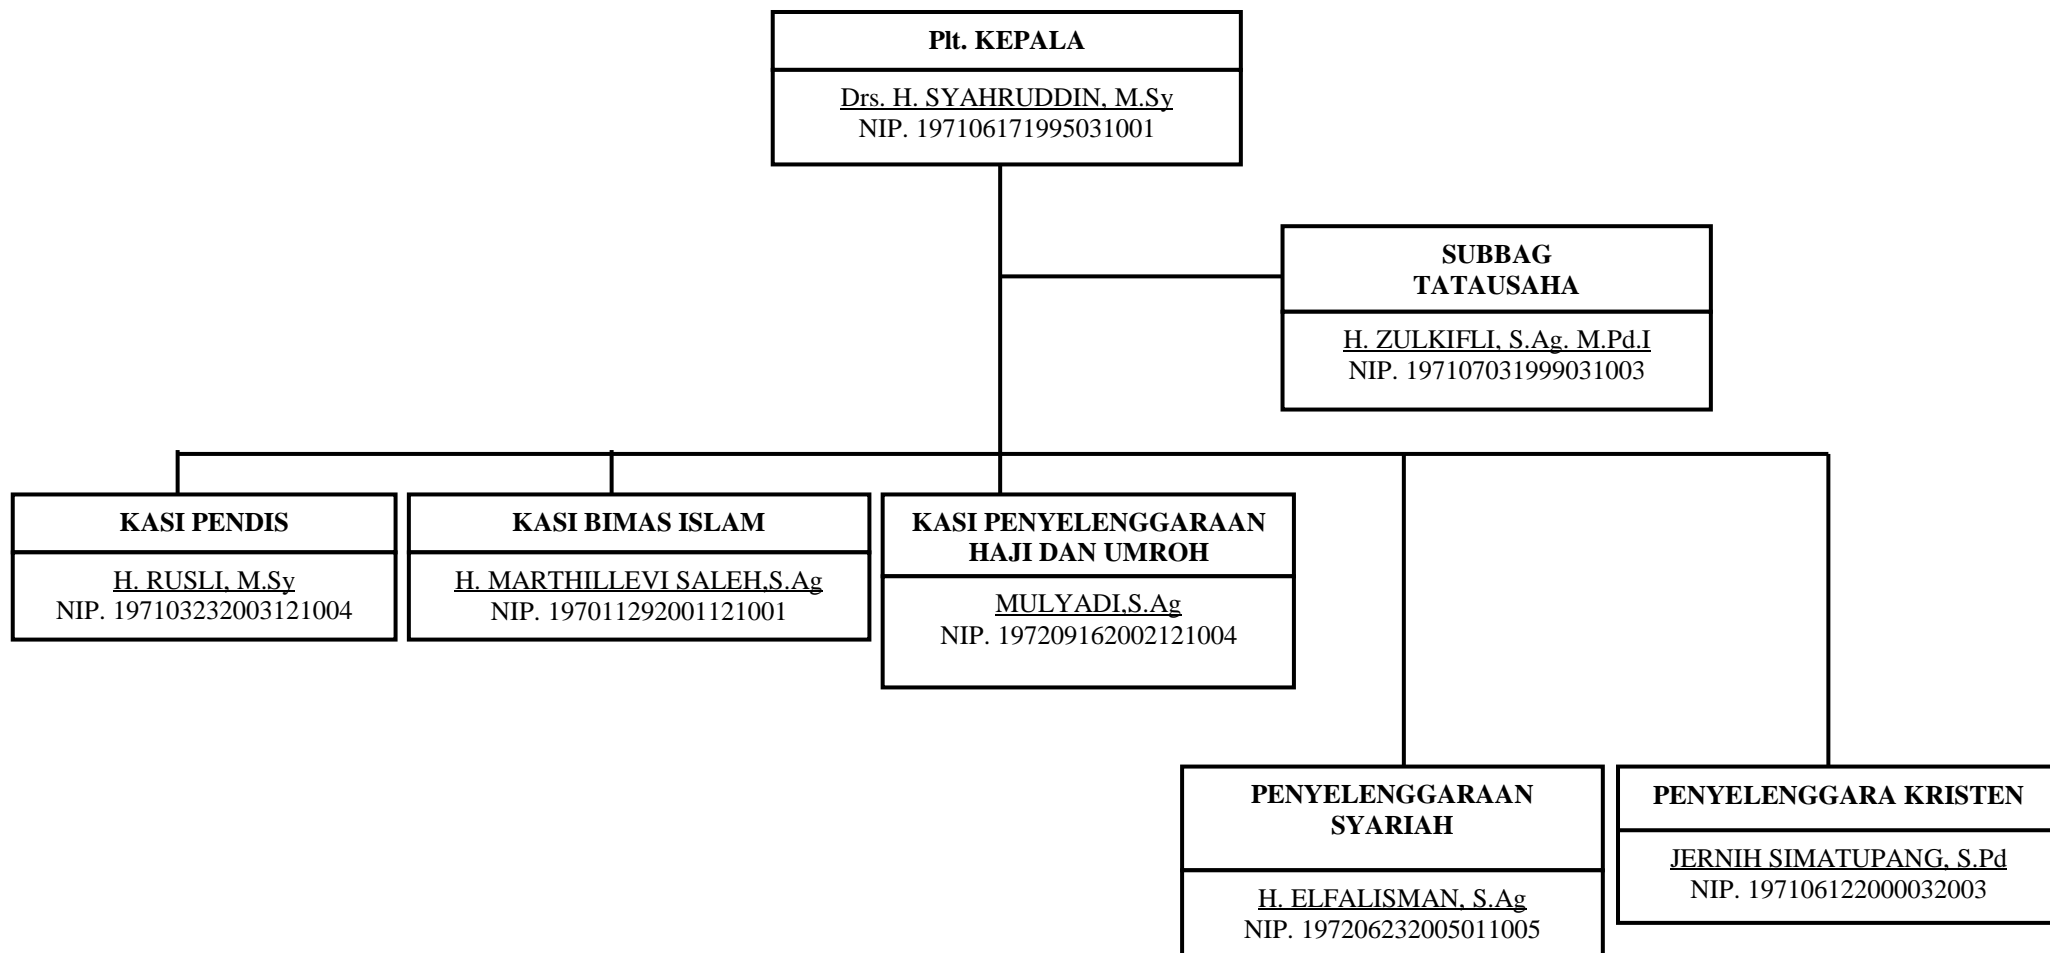 Plt. KEPALA
Drs. H. SYAHRUDDIN, M.Sy
NIP. 197106171995031001
SUBBAG
TATAUSAHA
H. ZULKIFLI, S.Ag. M.Pd.I
NIP. 197107031999031003
KASI PENDIS
H. RUSLI, M.Sy
NIP. 197103232003121004
KASI BIMAS ISLAM
H. MARTHILLEVI SALEH,S.Ag
NIP. 197011292001121001
KASI PENYELENGGARAAN
HAJI DAN UMROH
MULYADI,S.Ag
NIP. 197209162002121004
PENYELENGGARAAN
SYARIAH
H. ELFALISMAN, S.Ag
NIP. 197206232005011005
PENYELENGGARA KRISTEN
JERNIH SIMATUPANG, S.Pd
NIP. 197106122000032003